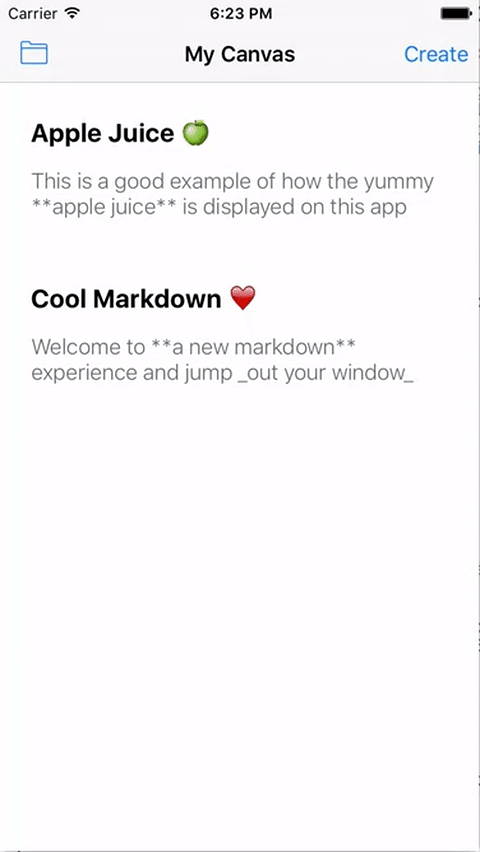 Carrier 6:23 PM
My Canvas Create
Apple Juice 🍏
This is a good example of how the yummy
**apple juice** is displayed on this app
Cool Markdown ❤️
Welcome to **a new markdown**
experience and jump _out your window_